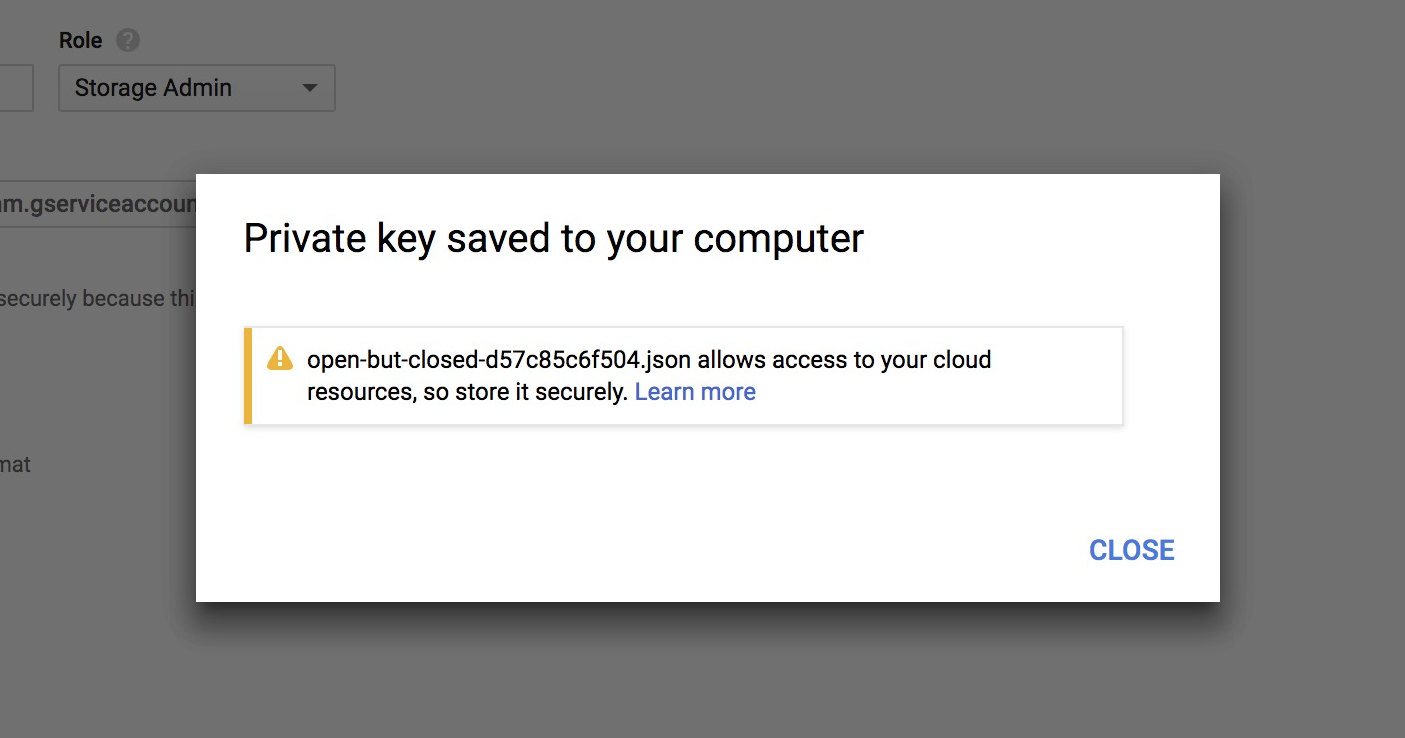 Role ?
Storage Admin
Private key saved to your computer
m.gserviceaccoun
open-but-closed-d57c85c6f504.json allows access to your cloud
securely because thi
resources, so store it securely. Learn more
mat
CLOSE